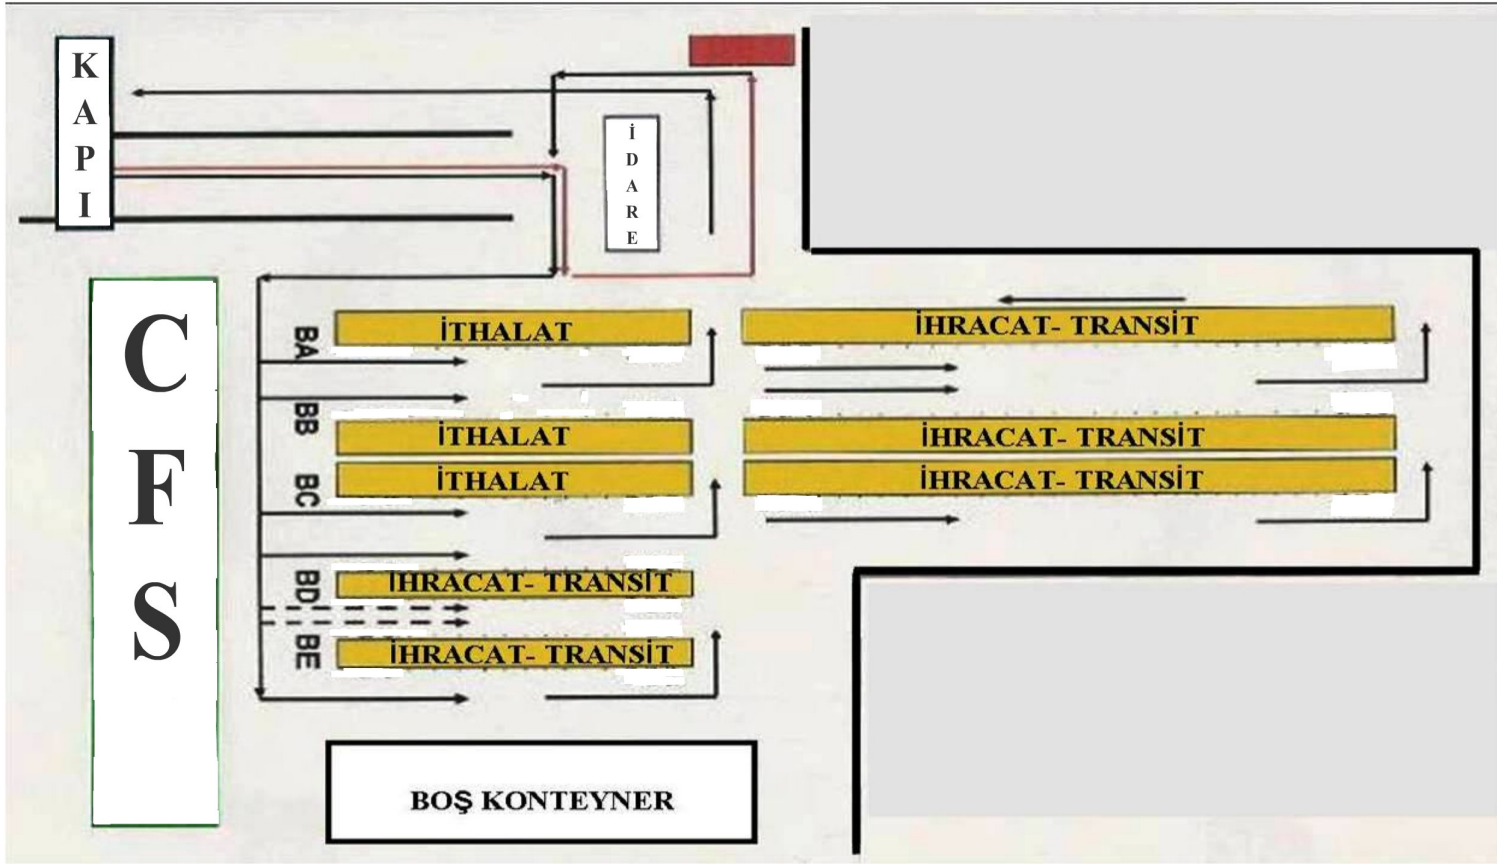 KAPI
İDARE
CFS
BA
İTHALAT
İHRACAT- TRANSİT
BB
İTHALAT
İHRACAT- TRANSİT
BC
İTHALAT
İHRACAT- TRANSİT
BD
İHRACAT- TRANSİT
BE
İHRACAT- TRANSİT
BOŞ KONTEYNER